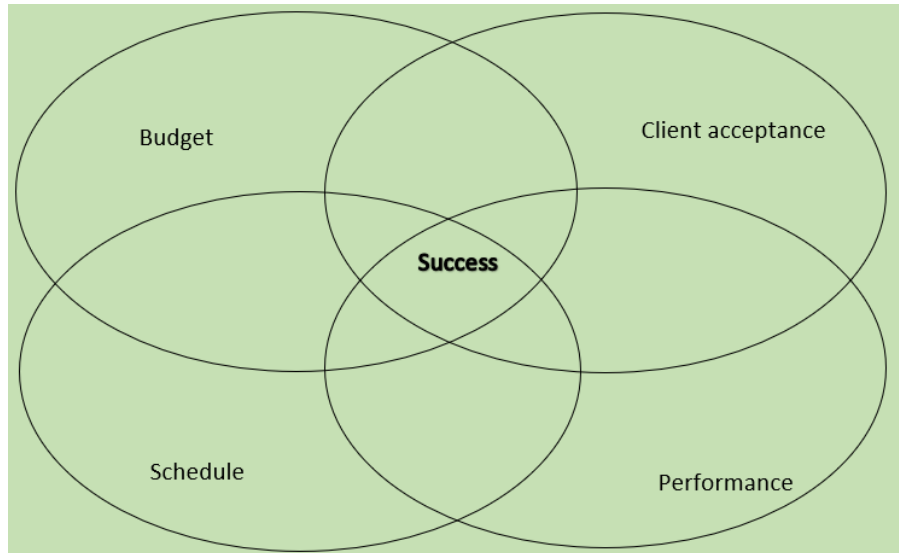 Budget
Client acceptance
Success
Schedule
Performance